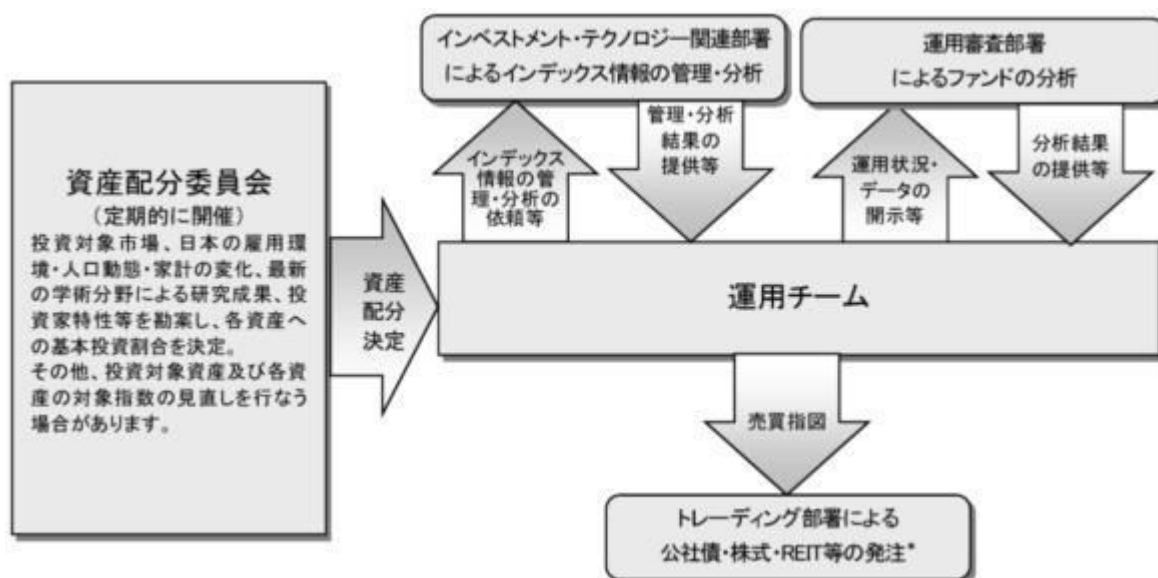 インベストメント・テクノロジー関連部署
によるインデックス情報の管理・分析
運用審査部署
によるファンドの分析
インデックス
情報の管
理・分析の
依頼等
管理・分析
結果の
提供等
運用状況・
データの
開示等
分析結果
の提供等
資産配分委員会
（定期的に開催）
投資対象市場、日本の雇用環
境・人口動態・家計の変化、最新
の学術分野による研究成果、投
資家特性等を勘案し、各資産へ
の基本投資割合を決定。
その他、投資対象資産及び各資
産の対象指数の見直しを行なう
場合があります。
資産
配分
決定
運用チーム
売買指図
トレーディング部署による
公社債・株式・REIT等の発注*